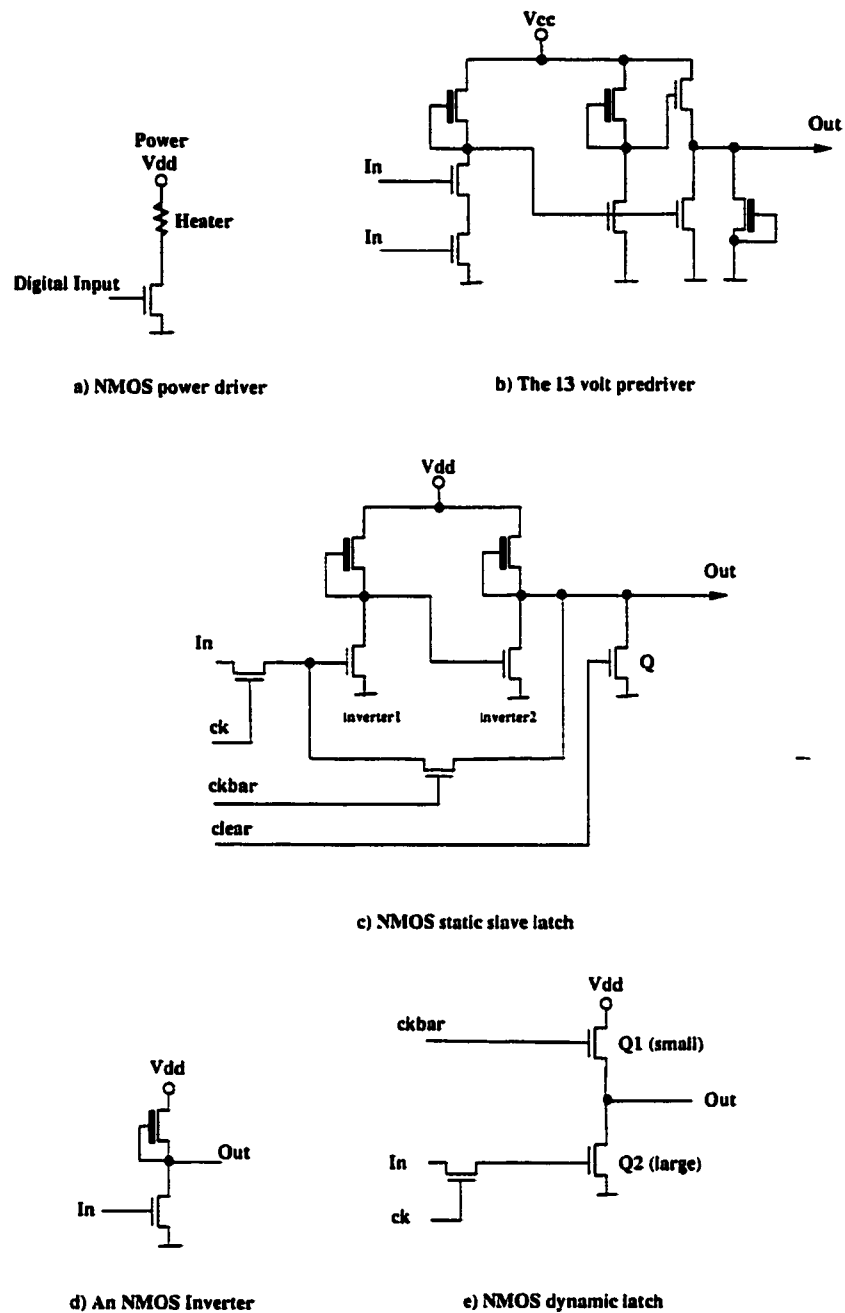 Power
Vdd
Heater
Digital Input
a) NMOS power driver
Vcc
In
In
Out
b) The 13 volt predriver
Vdd
Out
In
Q
inverter1
inverter2
ck
ckbar
clear
c) NMOS static slave latch
Vdd
Out
In
d) An NMOS Inverter
Vdd
ckbar
Q1 (small)
Out
In
Q2 (large)
ck
e) NMOS dynamic latch